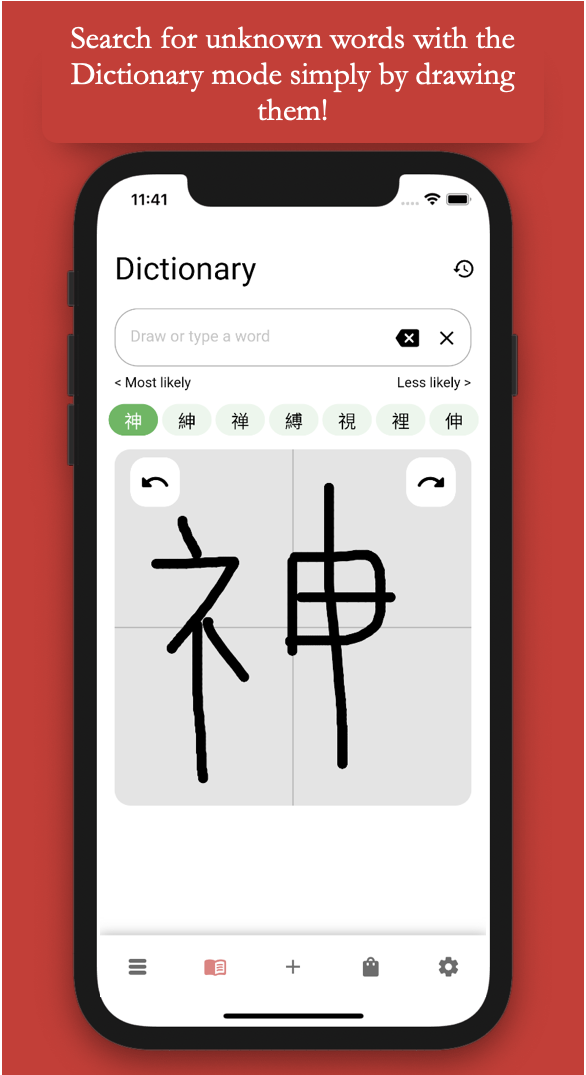 Search for unknown words with the
Dictionary mode simply by drawing
them!
11:41
Dictionary
Draw or type a word
< Most likely Less likely >
神 紳 禅 縛 視 裡 伸
神